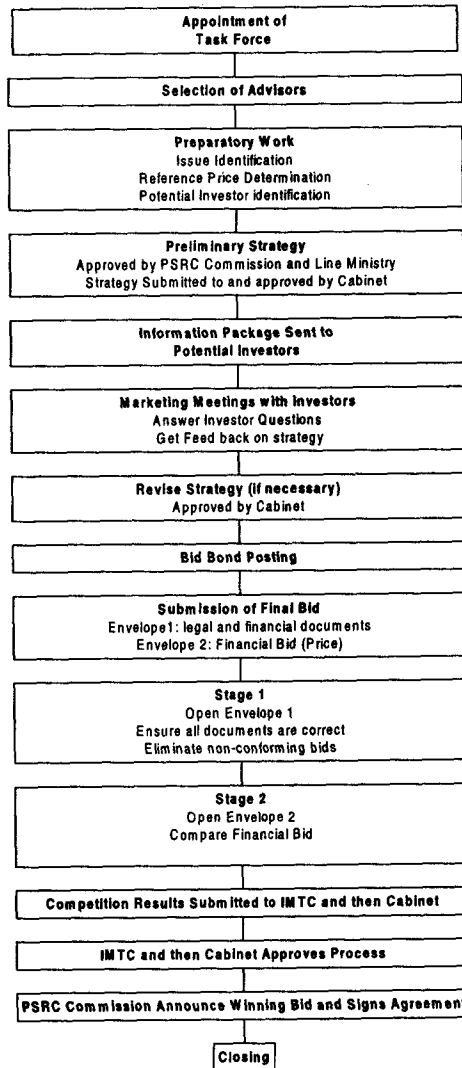 Appointment of
Task Force
Selection of Advisors
Preparatory Work
Issue Identification
Reference Price Determination
Potential Investor identification
Preliminary Strategy
Approved by PSRC Commission and Line Ministry
Strategy Submitted to and approved by Cabinet
Information Package Sent to
Potential Investors
Marketing Meetings with Investors
Answer Investor Questions
Get Feed back on strategy
Revise Strategy (if necessary)
Approved by Cabinet
Bid Bond Posting
Submission of Final Bid
Envelope1: legal and financial documents
Envelope 2: Financial Bid (Price)
Stage 1
Open Envelope 1
Ensure all documents are correct
Eliminate non-conforming bids
Stage 2
Open Envelope 2
Compare Financial Bid
Competition Results Submitted to IMTC and then Cabinet
IMTC and then Cabinet Approves Process
PSRC Commission Announce Winning Bid and Signs Agreement
Closing